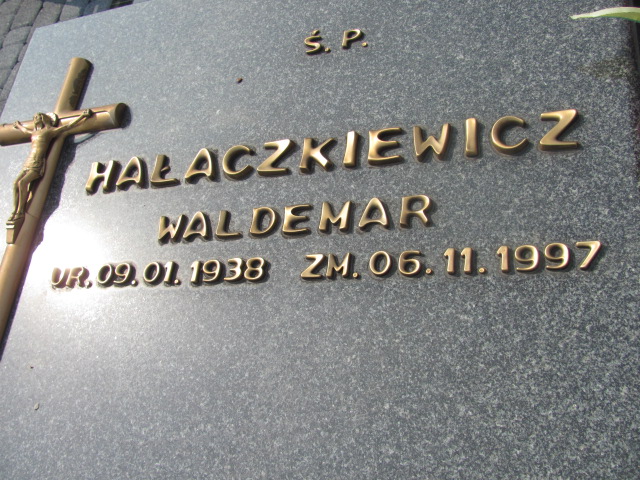 Ś. P.
HAŁACZKIEWICZ
WALDEMAR
UR. 09. 01. 1938 ZM. 06. 11. 1997